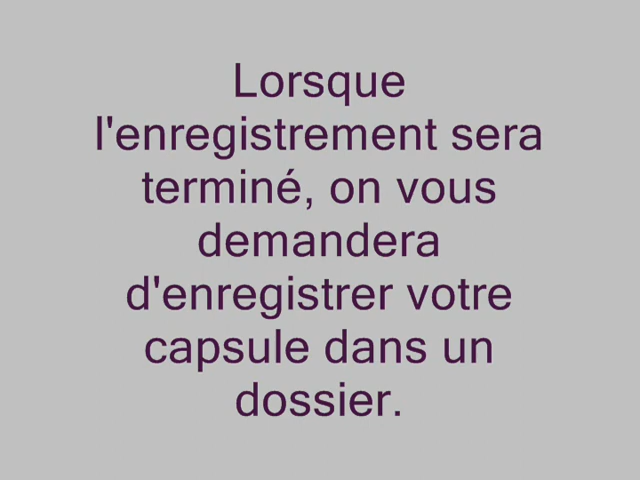 Lorsque
l'enregistrement sera
terminé, on vous
demandera
d'enregistrer votre
capsule dans un
dossier.